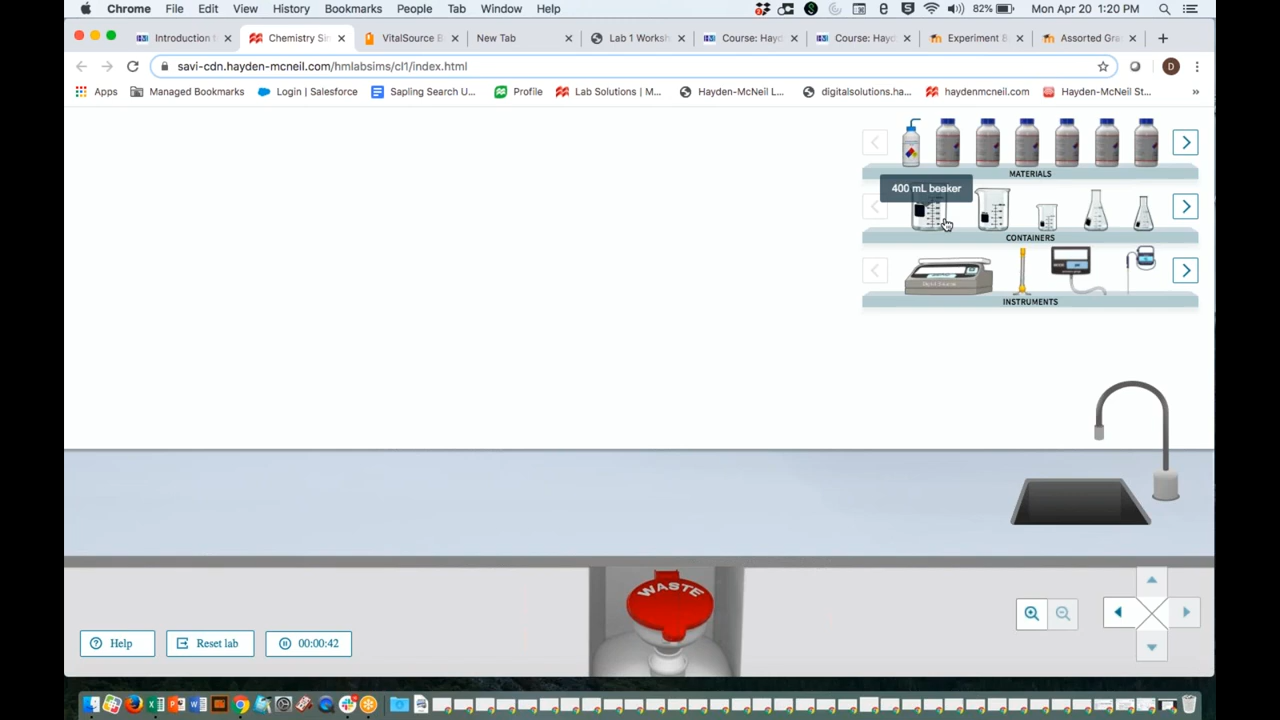 Chrome File Edit View History Bookmarks People Tab Window Help 82% Mon Apr 20 1:20 PM
Introduction t Chemistry Sim VitalSource B New Tab Lab 1 Worksh Course: Hayd Course: Hayd Experiment B Assorted Gra
savi-cdn.hayden-mcneil.com/hmlabsims/cl1/index.html D
Apps Managed Bookmarks Login | Salesforce Sapling Search U... Profile Lab Solutions | M... Hayden-McNeil L... digitalsolutions.ha... haydenmcneil.com Hayden-McNeil St... »
MATERIALS
400 mL beaker
CONTAINERS
INSTRUMENTS
WASTE
Help Reset lab 00:00:42